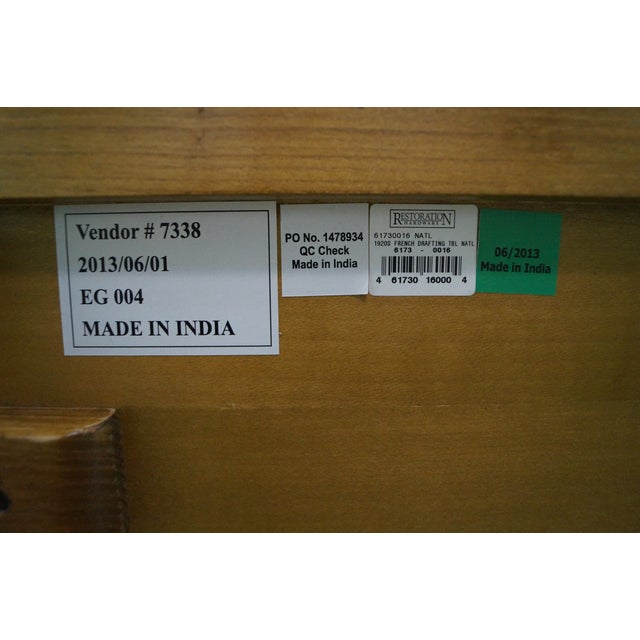 Vendor # 7338
2013/06/01
EG 004
MADE IN INDIA
PO No. 1478934
QC Check
Made in India
RESTORATION
HARDWARE
61730016 NATL
1920S FRENCH DRAFTING TBL NATL
6173 - 0016
4 61730 16000 4
06/2013
Made in India